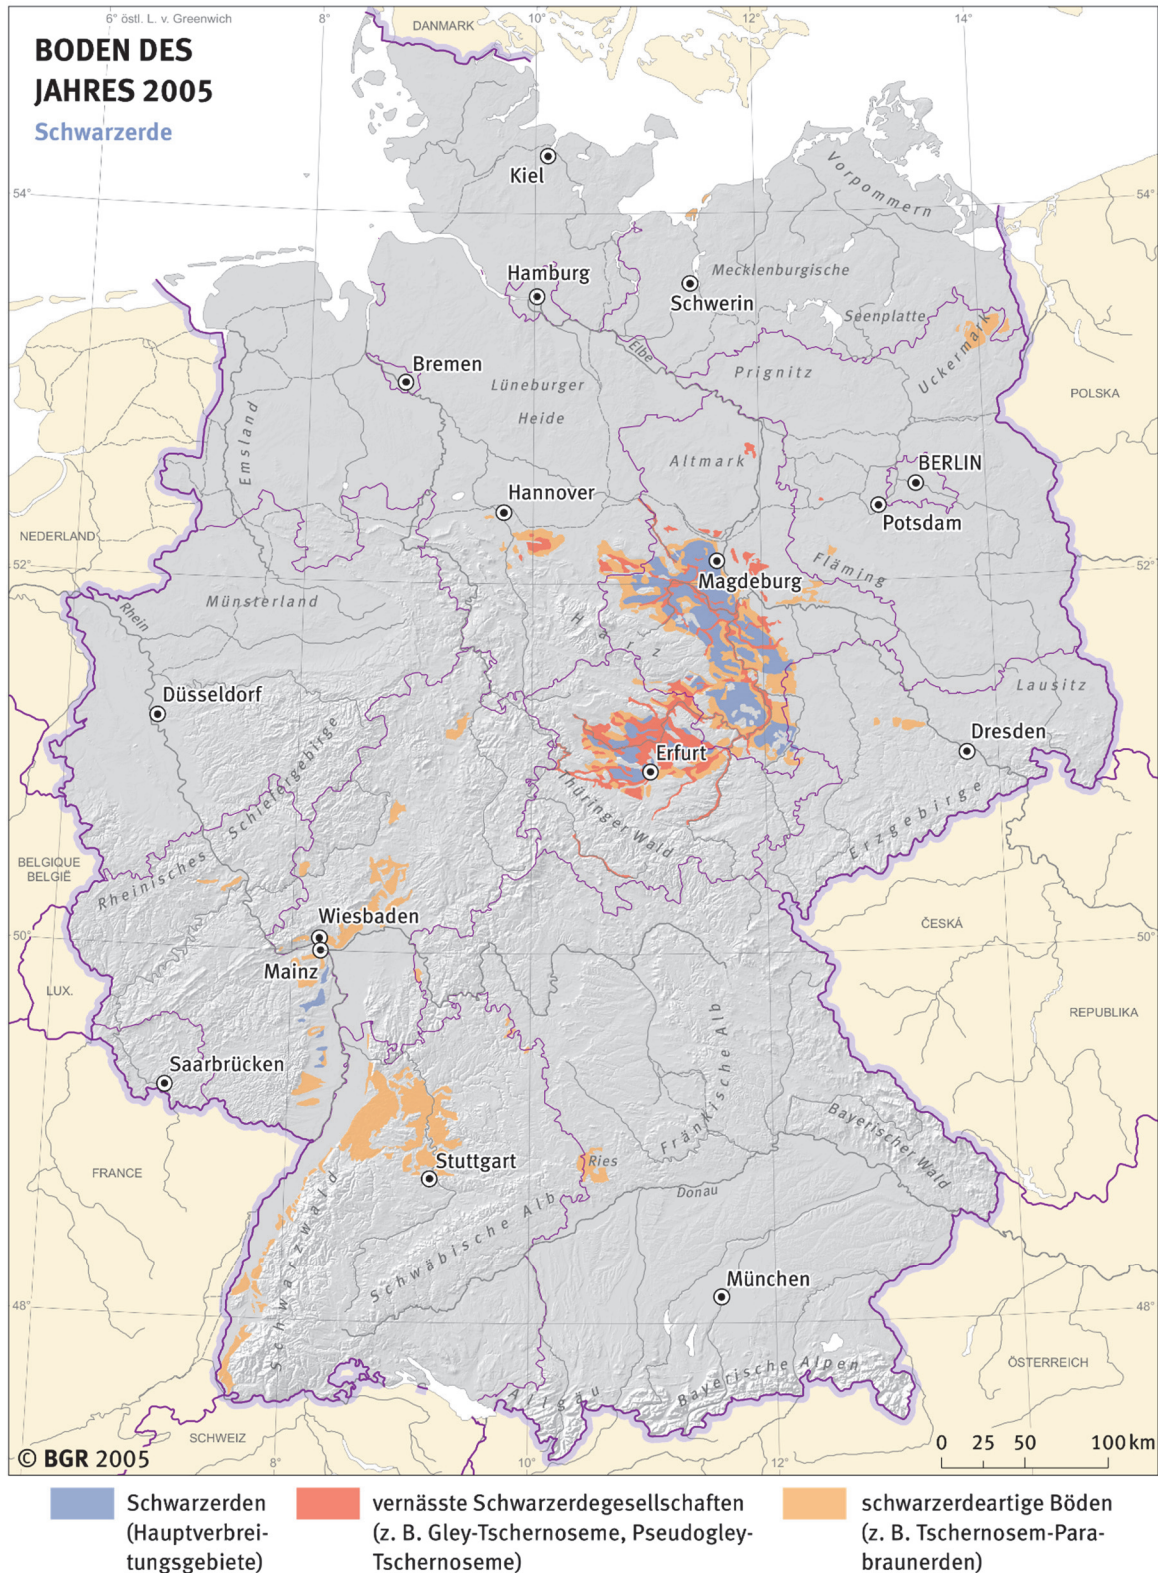 6° östl. L. v. Greenwich
8°
10°
12°
14°
BODEN DES
JAHRES 2005
Schwarzerde
DANMARK
Kiel
54°
54°
Vorpommern
Hamburg
Mecklenburgische
Schwerin
Seenplatte
Elbe
Uckermark
Bremen
Prignitz
Lüneburger
Heide
POLSKA
Emsland
Altmark
BERLIN
Hannover
Potsdam
NEDERLAND
52°
52°
Magdeburg
Fläming
Rhein
Münsterland
Harz
Düsseldorf
Lausitz
Dresden
Erfurt
Rheinisches Schiefergebirge
Thüringer Wald
Erzgebirge
BELGIQUE
BELGIË
Wiesbaden
ČESKÁ
50°
50°
Mainz
LUX.
REPUBLIKA
Saarbrücken
Fränkische Alb
Bayerischer Wald
FRANCE
Stuttgart
Ries
Donau
Schwarzwald
Schwäbische Alb
München
48°
48°
Allgäu
Bayerische Alpen
ÖSTERREICH
SCHWEIZ
© BGR 2005
0 25 50 100 km
8°
10°
12°
Schwarzerden
(Hauptverbrei-
tungsgebiete)
vernässte Schwarzerdegesellschaften
(z. B. Gley-Tschernoseme, Pseudogley-
Tschernoseme)
schwarzerdeartige Böden
(z. B. Tschernosem-Para-
braunerden)